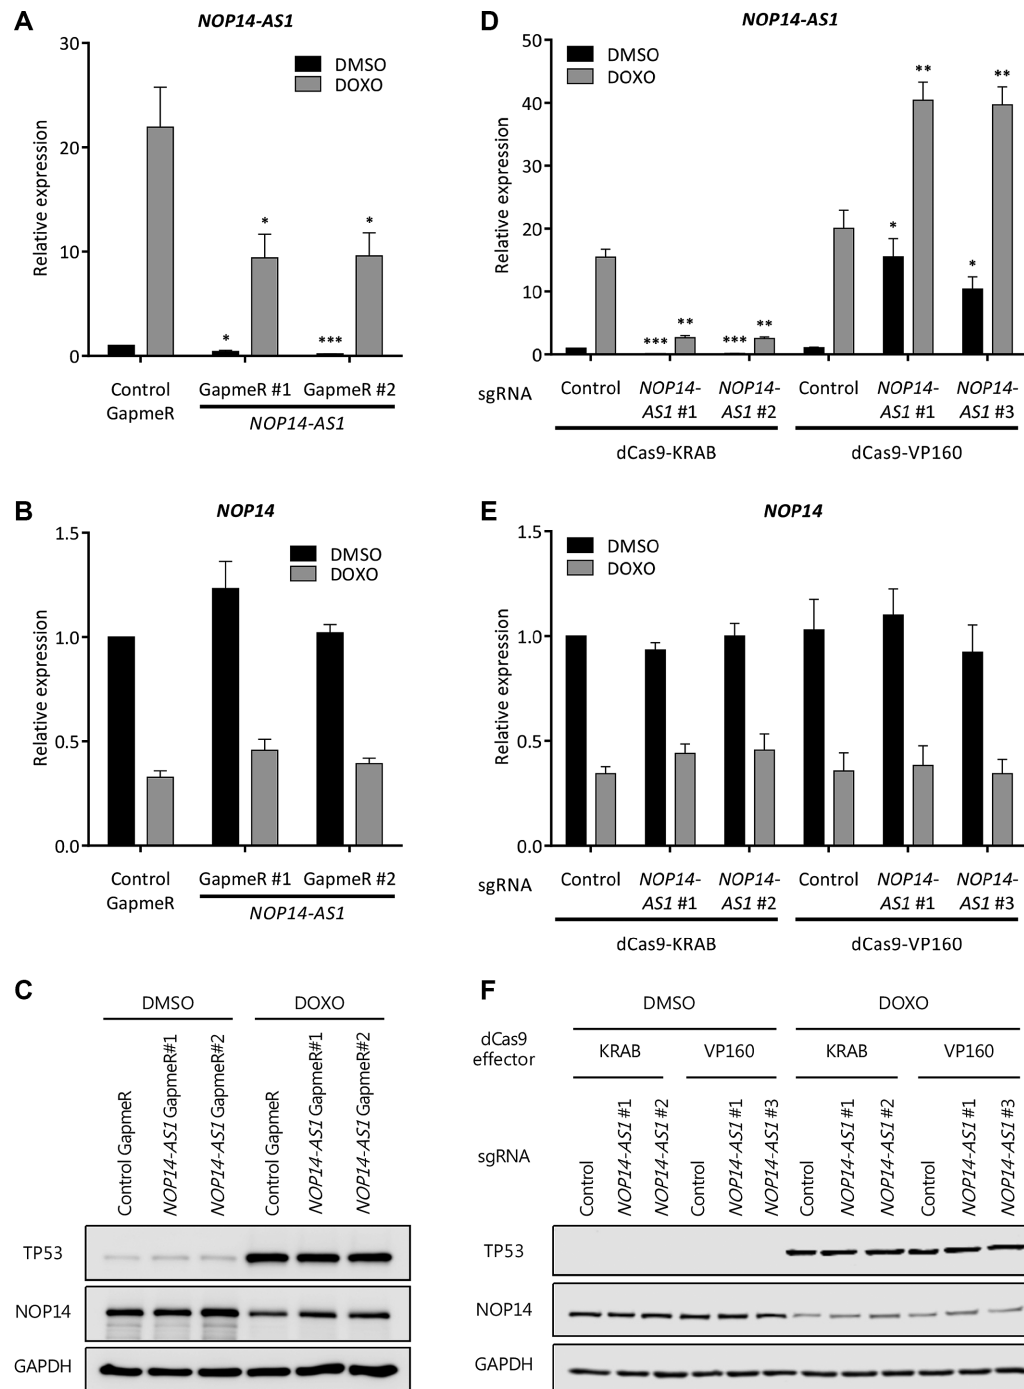 A
NOP14-AS1
30
20
10
0
Relative expression
DMSO
DOXO
*
*
***
*
Control
GapmeR
GapmeR #1
GapmeR #2
NOP14-AS1
D
NOP14-AS1
50
40
30
20
10
0
Relative expression
DMSO
DOXO
***
**
***
**
*
**
*
**
sgRNA
Control
NOP14-
AS1 #1
NOP14-
AS1 #2
Control
NOP14-
AS1 #1
NOP14-
AS1 #3
dCas9-KRAB
dCas9-VP160
B
NOP14
1.5
1.0
0.5
0.0
Relative expression
DMSO
DOXO
Control
GapmeR
GapmeR #1
GapmeR #2
NOP14-AS1
E
NOP14
1.5
1.0
0.5
0.0
Relative expression
DMSO
DOXO
sgRNA
Control
NOP14-
AS1 #1
NOP14-
AS1 #2
Control
NOP14-
AS1 #1
NOP14-
AS1 #3
dCas9-KRAB
dCas9-VP160
C
DMSO
DOXO
Control GapmeR
NOP14-AS1 GapmeR#1
NOP14-AS1 GapmeR#2
Control GapmeR
NOP14-AS1 GapmeR#1
NOP14-AS1 GapmeR#2
TP53
NOP14
GAPDH
F
DMSO
DOXO
dCas9
effector
KRAB
VP160
KRAB
VP160
sgRNA
Control
NOP14-AS1 #1
NOP14-AS1 #2
Control
NOP14-AS1 #1
NOP14-AS1 #3
Control
NOP14-AS1 #1
NOP14-AS1 #2
Control
NOP14-AS1 #1
NOP14-AS1 #3
TP53
NOP14
GAPDH